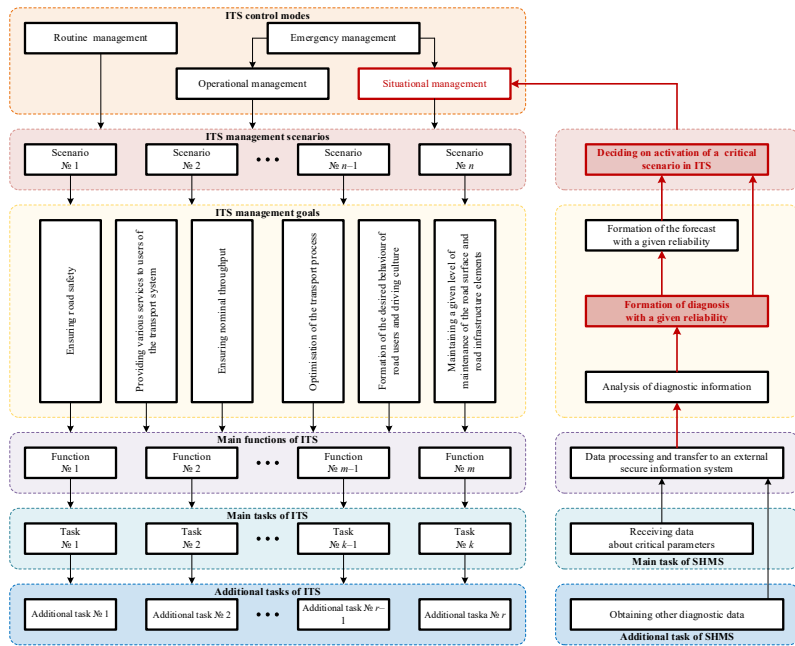 ITS control modes
Routine management
Emergency management
Operational management
Situational management
ITS management scenarios
Scenario
№ 1
Scenario
№ 2
• • •
Scenario
№ n–1
Scenario
№ n
Deciding on activation of a critical
scenario in ITS
ITS management goals
Ensuring road safety
Providing various services to users of
the transport system
Ensuring nominal throughput
Optimisation of the transport process
Formation of the desired behaviour of
road users and driving culture
Maintaining a given level of
maintenance of the road surface and
road infrastructure elements
Formation of the forecast
with a given reliability
Formation of diagnosis
with a given reliability
Analysis of diagnostic information
Main functions of ITS
Function
№ 1
Function
№ 2
• • •
Function
№ m–1
Function
№ m
Data processing and transfer to an external
secure information system
Main tasks of ITS
Task
№ 1
Task
№ 2
• • •
Task
№ k–1
Task
№ k
Receiving data
about critical parameters
Main task of SHMS
Additional tasks of ITS
Additional task № 1
Additional task № 2
• • •
Additional task № r–
1
Additional taska № r
Obtaining other diagnostic data
Additional task of SHMS